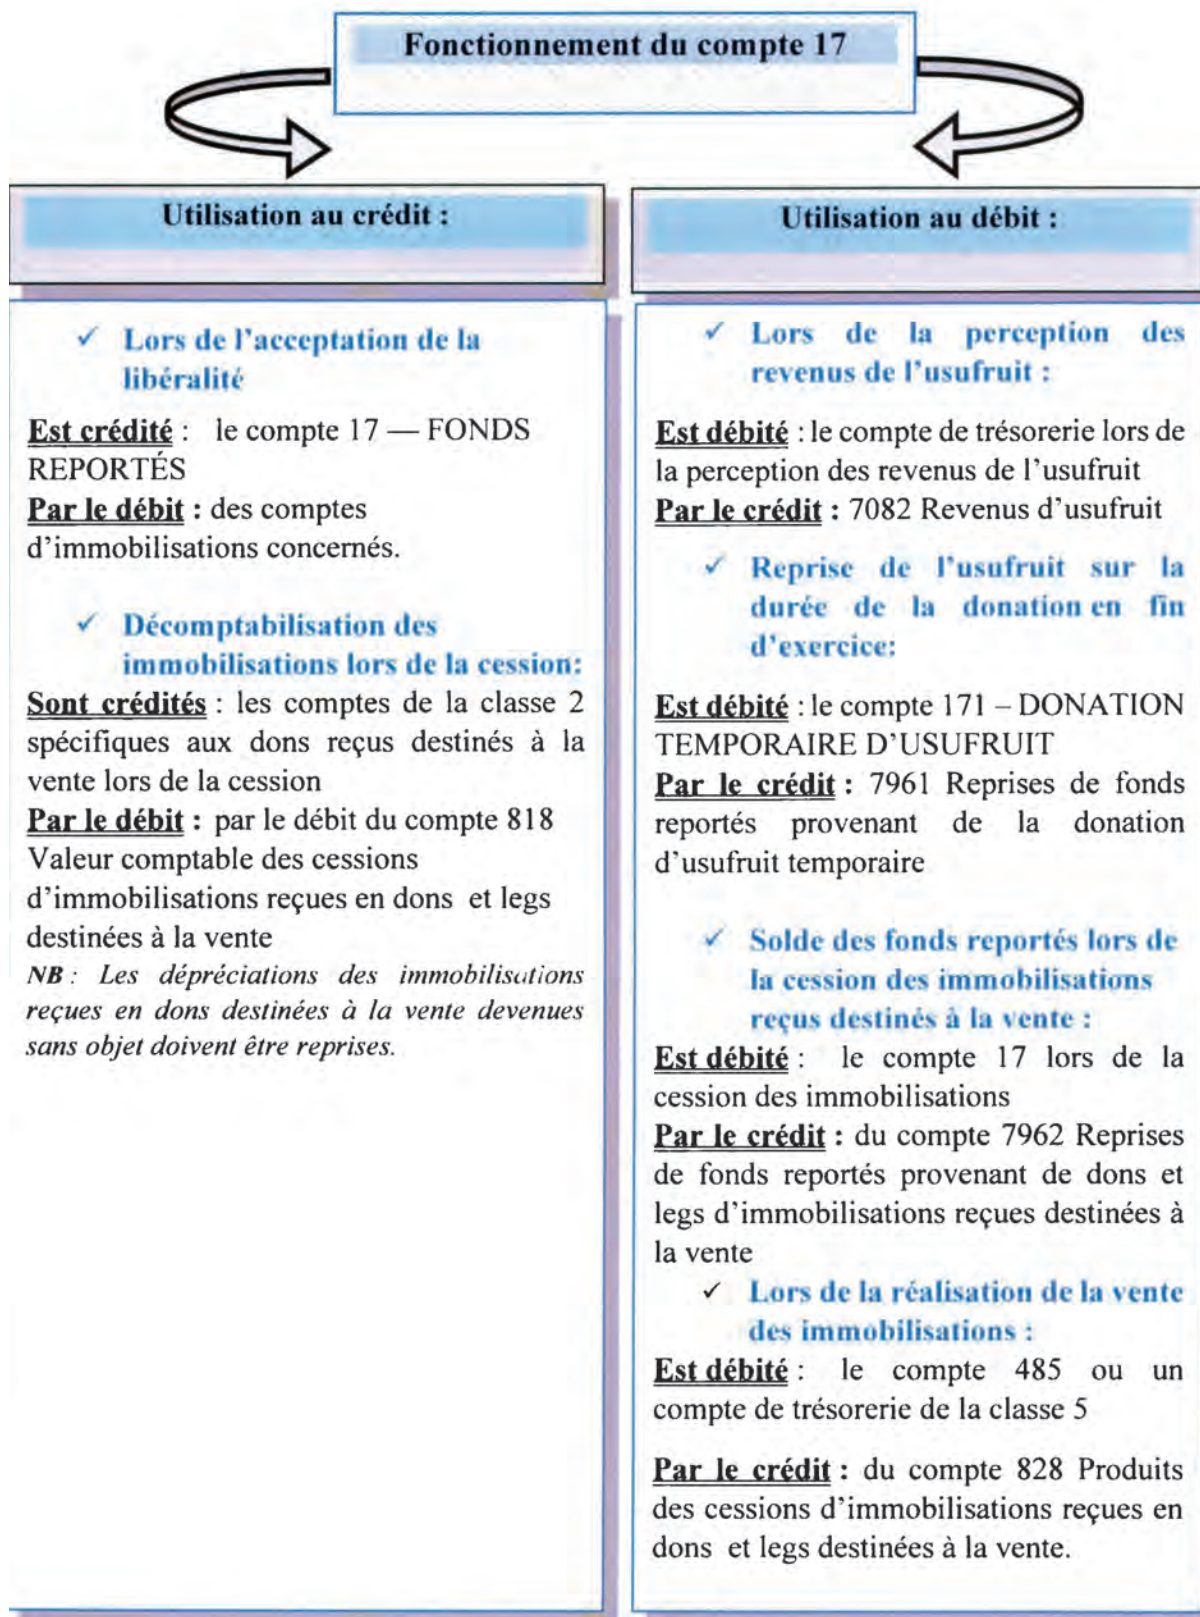 Fonctionnement du compte 17
Utilisation au crédit :
✓ Lors de l'acceptation de la
libéralité
Est crédité : le compte 17 — FONDS
REPORTÉS
Par le débit : des comptes
d'immobilisations concernés.
✓ Décomptabilisation des
immobilisations lors de la cession:
Sont crédités : les comptes de la classe 2
spécifiques aux dons reçus destinés à la
vente lors de la cession
Par le débit : par le débit du compte 818
Valeur comptable des cessions
d'immobilisations reçues en dons et legs
destinées à la vente
NB : Les dépréciations des immobilisations
reçues en dons destinées à la vente devenues
sans objet doivent être reprises.
Utilisation au débit :
✓ Lors de la perception des
revenus de l'usufruit :
Est débité : le compte de trésorerie lors de
la perception des revenus de l'usufruit
Par le crédit : 7082 Revenus d'usufruit
✓ Reprise de l'usufruit sur la
durée de la donation en fin
d'exercice:
Est débité : le compte 171 – DONATION
TEMPORAIRE D'USUFRUIT
Par le crédit : 7961 Reprises de fonds
reportés provenant de la donation
d'usufruit temporaire
✓ Solde des fonds reportés lors de
la cession des immobilisations
reçus destinés à la vente :
Est débité : le compte 17 lors de la
cession des immobilisations
Par le crédit : du compte 7962 Reprises
de fonds reportés provenant de dons et
legs d'immobilisations reçues destinées à
la vente
✓ Lors de la réalisation de la vente
des immobilisations :
Est débité : le compte 485 ou un
compte de trésorerie de la classe 5
Par le crédit : du compte 828 Produits
des cessions d'immobilisations reçues en
dons et legs destinées à la vente.